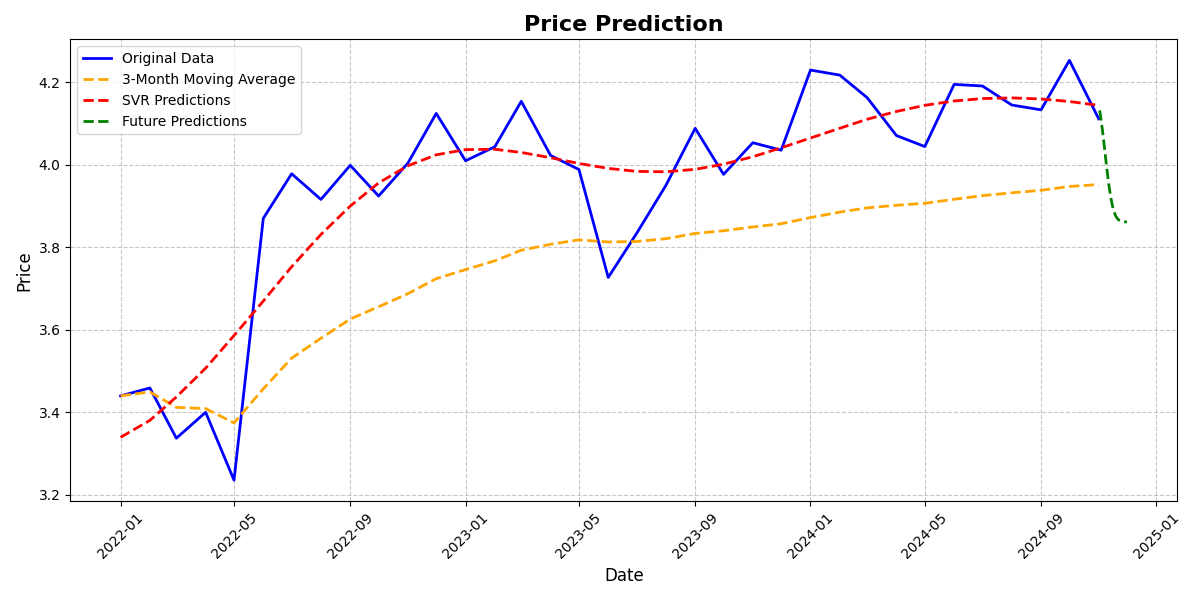 Price Prediction
Original Data
3-Month Moving Average
SVR Predictions
Future Predictions
Price
4.2
4.0
3.8
3.6
3.4
3.2
2022-01
2022-05
2022-09
2023-01
2023-05
2023-09
2024-01
2024-05
2024-09
2025-01
Date